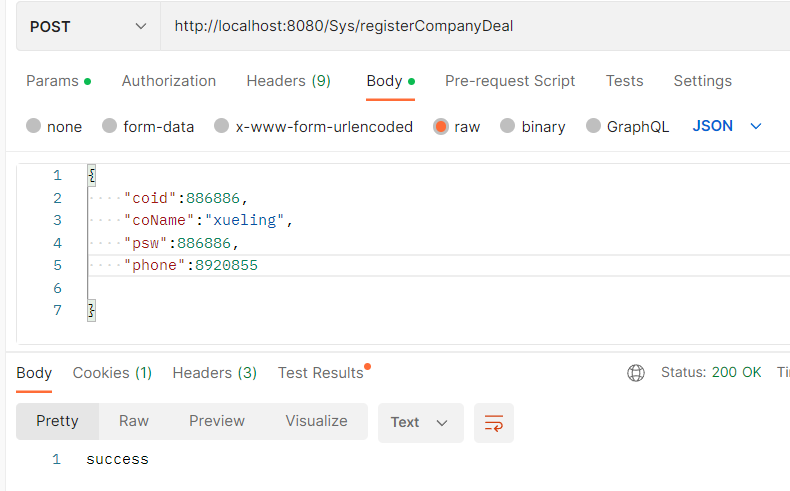 POST http://localhost:8080/Sys/registerCompanyDeal
Params Authorization Headers (9) Body Pre-request Script Tests Settings
none form-data x-www-form-urlencoded raw binary GraphQL JSON
1 {
2 ····"coid":886886,
3 ····"coName":"xueling",
4 ····"psw":886886,
5 ····"phone":8920855
6
7 }
Body Cookies (1) Headers (3) Test Results Status: 200 OK
Pretty Raw Preview Visualize Text
1 success